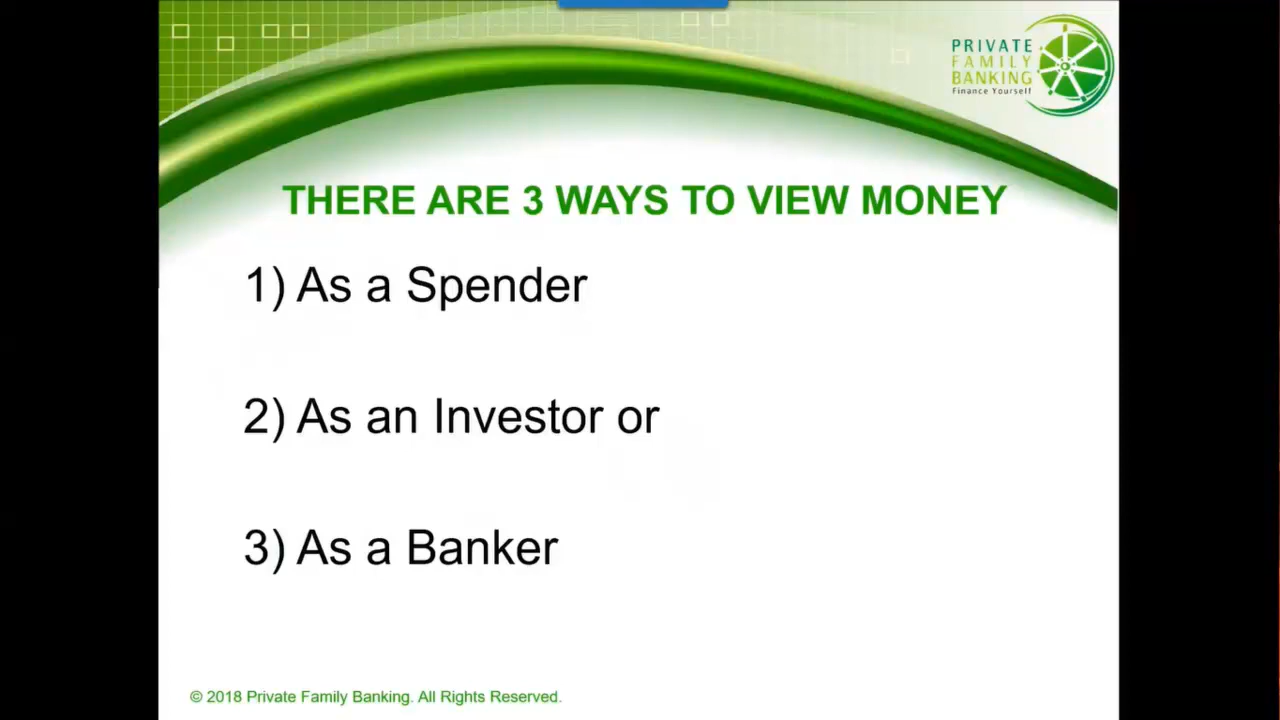 PRIVATE
FAMILY
BANKING
Finance Yourself
THERE ARE 3 WAYS TO VIEW MONEY
1) As a Spender
2) As an Investor or
3) As a Banker
© 2018 Private Family Banking. All Rights Reserved.